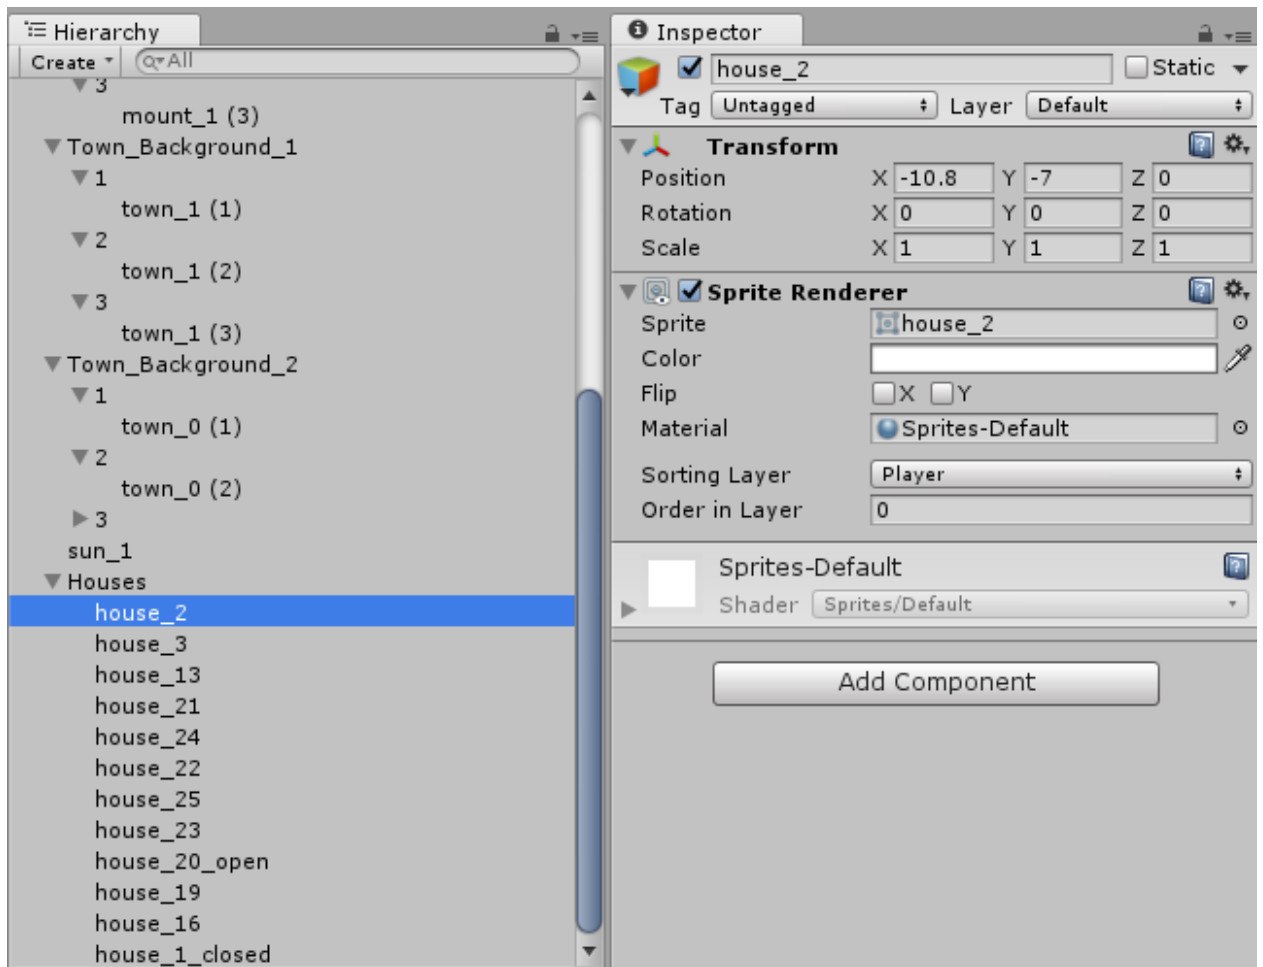 Hierarchy
Create All
3
mount_1 (3)
Town_Background_1
1
town_1 (1)
2
town_1 (2)
3
town_1 (3)
Town_Background_2
1
town_0 (1)
2
town_0 (2)
3
sun_1
Houses
house_2
house_3
house_13
house_21
house_24
house_22
house_25
house_23
house_20_open
house_19
house_16
house_1_closed
Inspector
house_2 Static
Tag Untagged Layer Default
Transform
Position X -10.8 Y -7 Z 0
Rotation X 0 Y 0 Z 0
Scale X 1 Y 1 Z 1
Sprite Renderer
Sprite house_2
Color
Flip X Y
Material Sprites-Default
Sorting Layer Player
Order in Layer 0
Sprites-Default
Shader Sprites/Default
Add Component